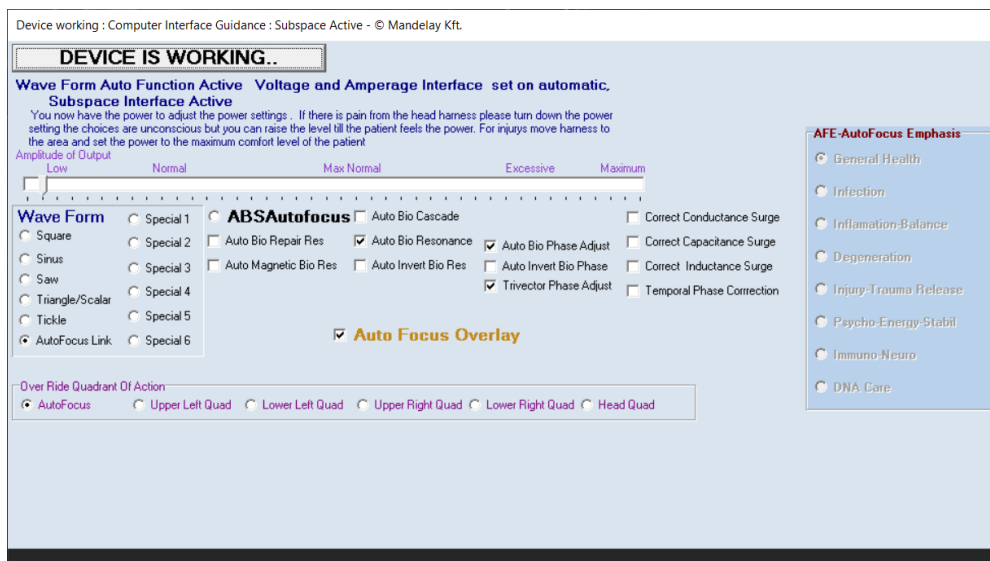 Device working : Computer Interface Guidance : Subspace Active - © Mandelay Kft.
DEVICE IS WORKING..
Wave Form Auto Function Active Voltage and Amperage Interface set on automatic,
Subspace Interface Active
You now have the power to adjust the power settings . If there is pain from the head harness please turn down the power
setting the choices are unconscious but you can raise the level till the patient feels the power. For injurys move harness to
the area and set the power to the maximum comfort level of the patient
Amplitude of Output
Low Normal Max Normal Excessive Maximum
Wave Form
Square
Sinus
Saw
Triangle/Scalar
Tickle
AutoFocus Link
Special 1
Special 2
Special 3
Special 4
Special 5
Special 6
ABSAutofocus
Auto Bio Repair Res
Auto Magnetic Bio Res
Auto Bio Cascade
Auto Bio Resonance
Auto Invert Bio Res
Auto Bio Phase Adjust
Auto Invert Bio Phase
Trivector Phase Adjust
Correct Conductance Surge
Correct Capacitance Surge
Correct Inductance Surge
Temporal Phase Corrrection
Auto Focus Overlay
Over Ride Quadrant Of Action
AutoFocus Upper Left Quad Lower Left Quad Upper Right Quad Lower Right Quad Head Quad
AFE-AutoFocus Emphasis
General Health
Infection
Inflamation-Balance
Degeneration
Injury-Trauma Release
Psycho-Energy-Stabil
Immuno-Neuro
DNA Care